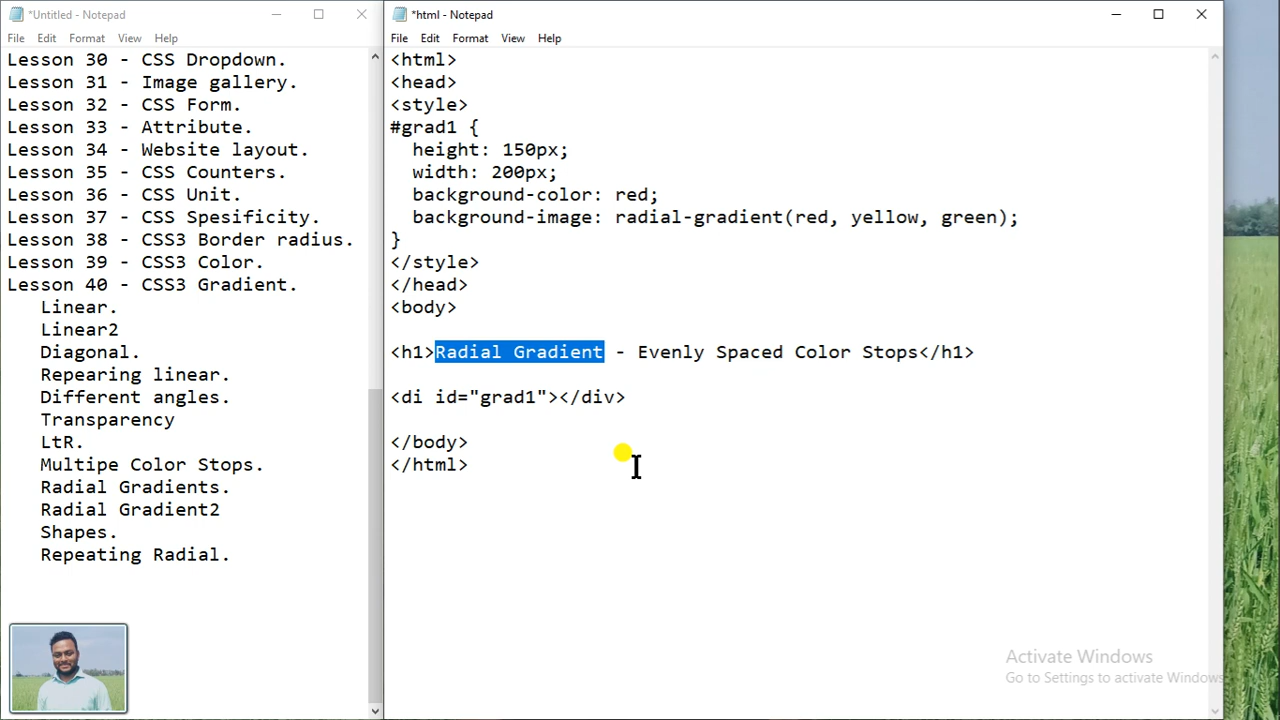 *Untitled - Notepad
File Edit Format View Help
Lesson 30 - CSS Dropdown.
Lesson 31 - Image gallery.
Lesson 32 - CSS Form.
Lesson 33 - Attribute.
Lesson 34 - Website layout.
Lesson 35 - CSS Counters.
Lesson 36 - CSS Unit.
Lesson 37 - CSS Spesificity.
Lesson 38 - CSS3 Border radius.
Lesson 39 - CSS3 Color.
Lesson 40 - CSS3 Gradient.
Linear.
Linear2
Diagonal.
Repearing linear.
Different angles.
Transparency
LtR.
Multipe Color Stops.
Radial Gradients.
Radial Gradient2
Shapes.
Repeating Radial.
*html - Notepad
File Edit Format View Help
<html>
<head>
<style>
#grad1 {
height: 150px;
width: 200px;
background-color: red;
background-image: radial-gradient(red, yellow, green);
}
</style>
</head>
<body>
<h1>Radial Gradient - Evenly Spaced Color Stops</h1>
<di id="grad1"></div>
</body>
</html>
Activate Windows
Go to Settings to activate Windows